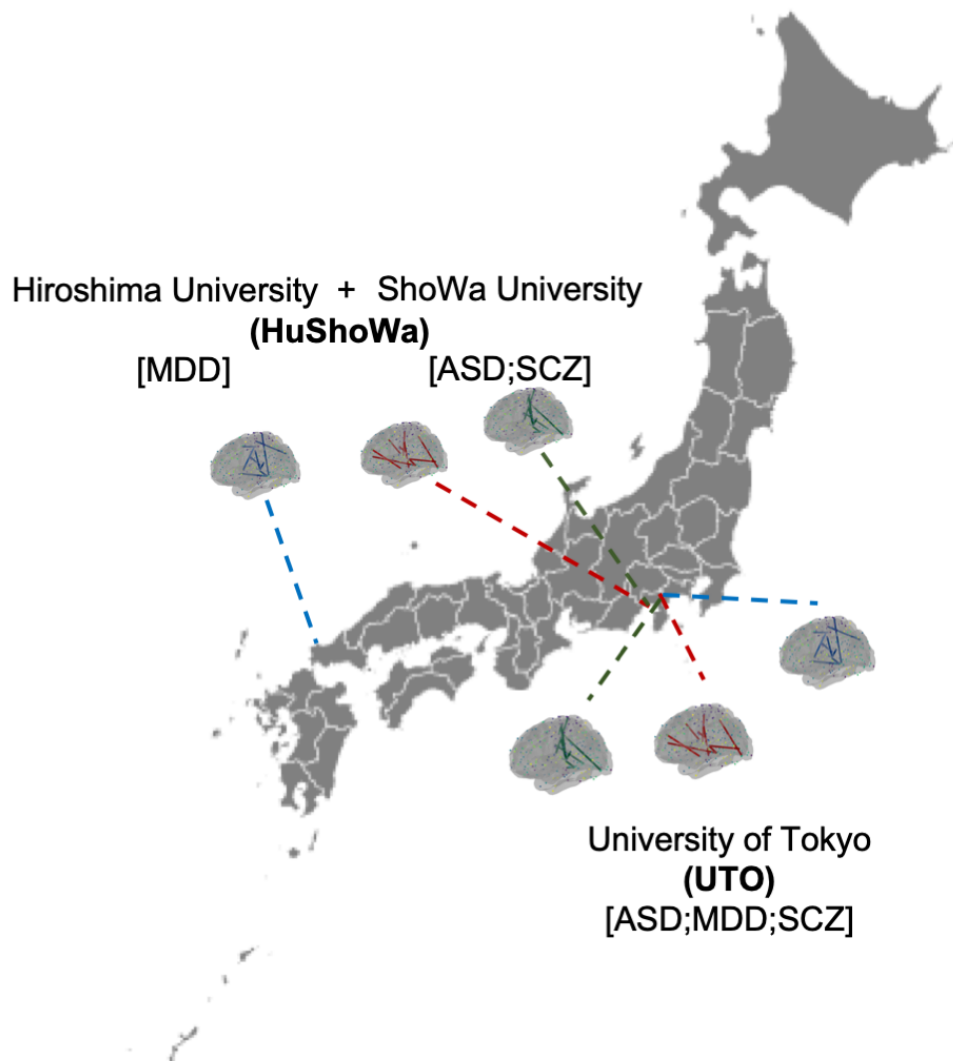 Hiroshima University + ShoWa University
(HuShoWa)
[MDD] [ASD;SCZ]
University of Tokyo
(UTO)
[ASD;MDD;SCZ]